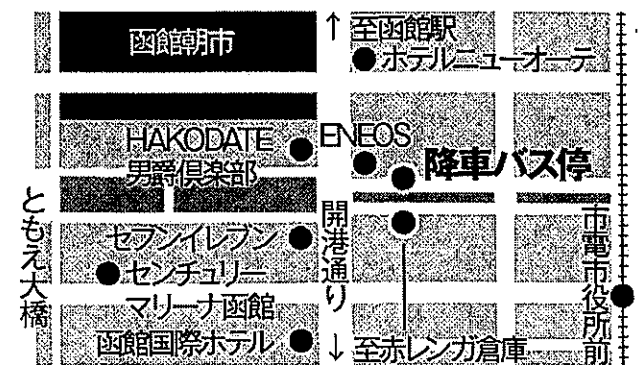 函館朝市
↑至函館駅
ホテルニューオーテ
HAKODATE
男爵倶楽部
ENEOS
降車バス停
ともえ大橋
セブンイレブン
センチュリー
マリーナ函館
函館国際ホテル
開港通り
↓至赤レンガ倉庫
市電市役所前